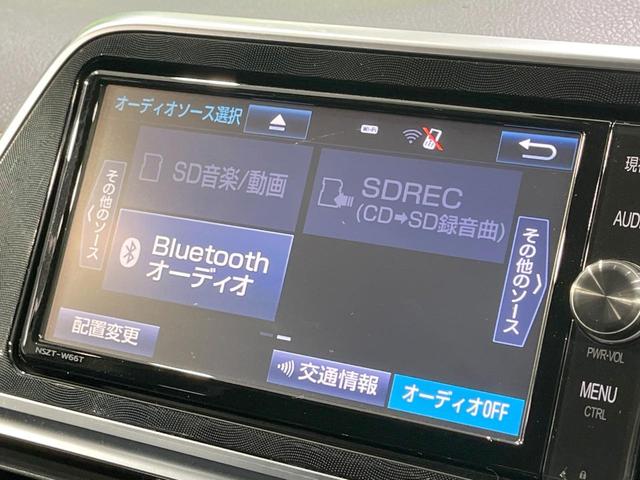 オーディオソース選択
Wi-Fi
SD音楽/動画
SDREC
(CD➡SD録音曲)
その他のソース
Bluetooth
オーディオ
その他のソース
配置変更
交通情報
オーディオOFF
NSZT-W66T
AUD
PWR•VOL
MENU
CTRL